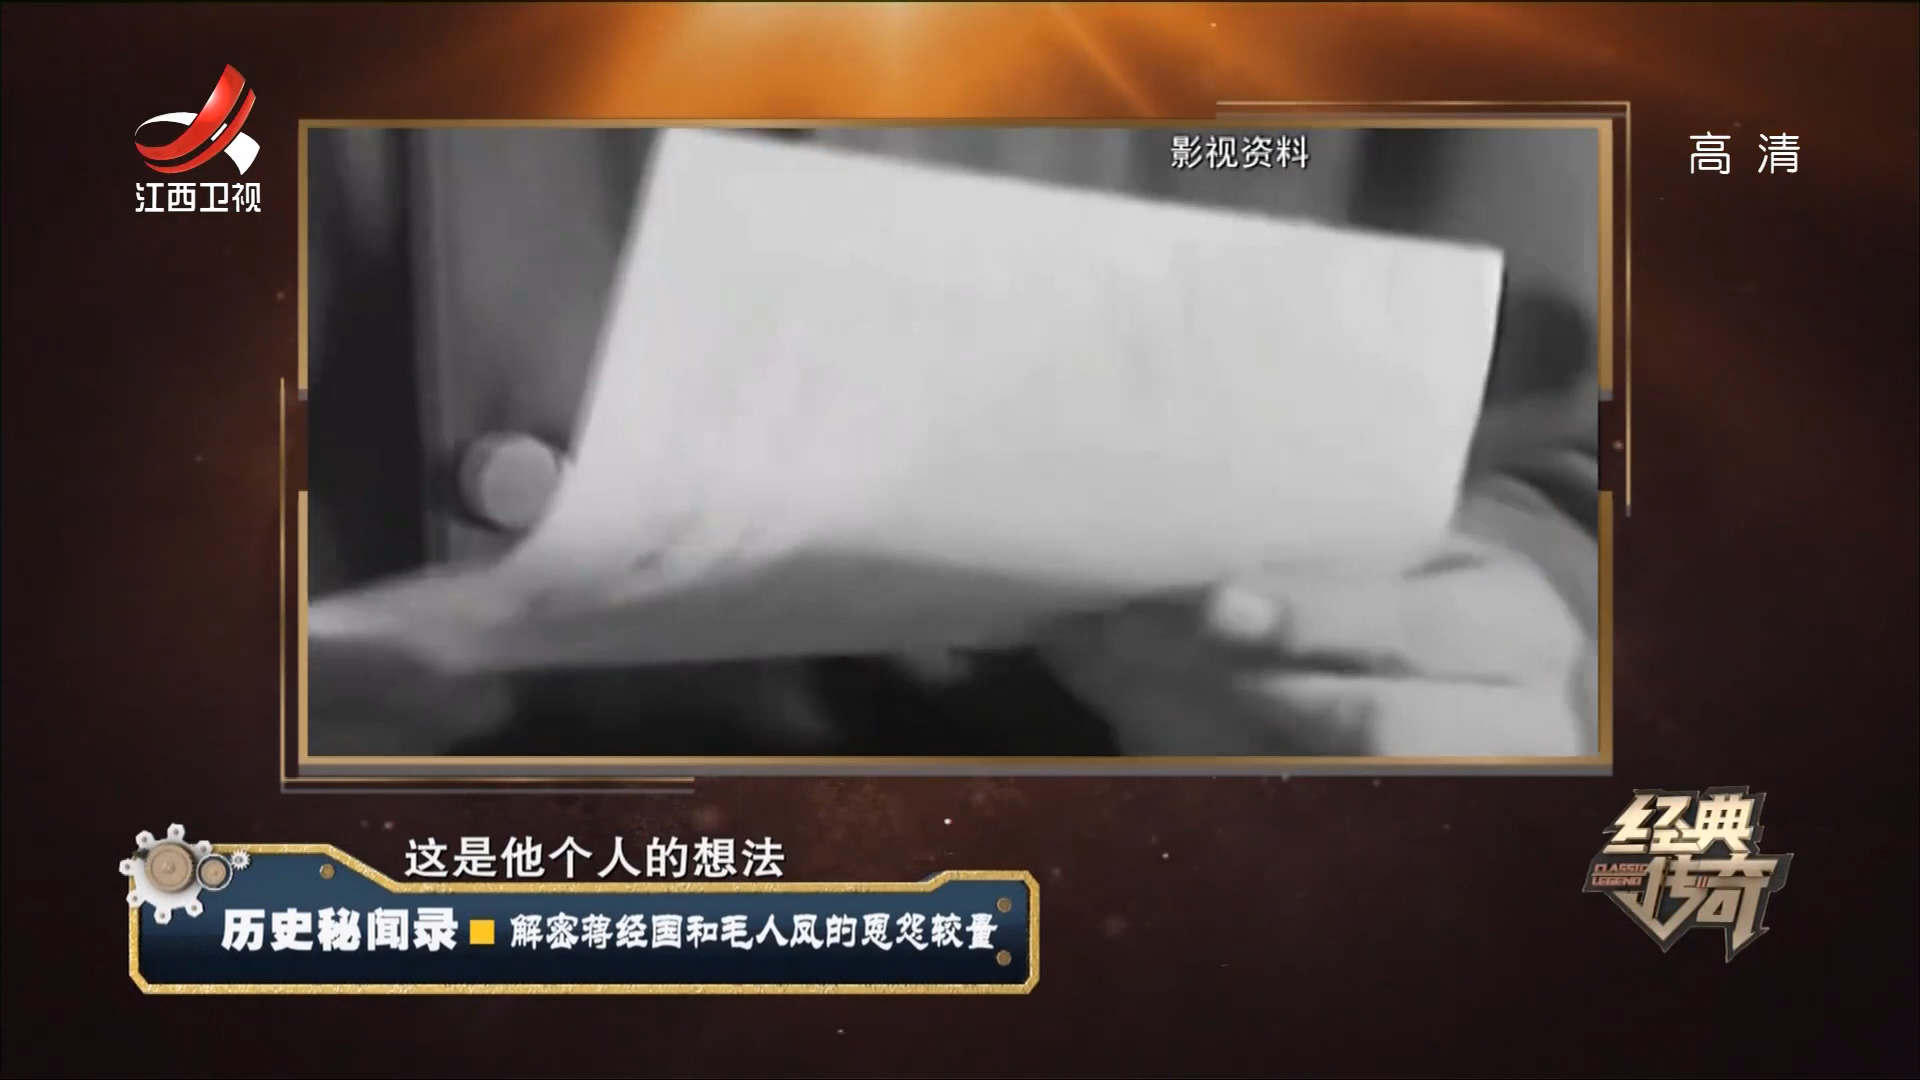 江西卫视
影视资料
高清
这是他个人的想法
历史秘闻录 ■ 解密蒋经国和毛人凤的恩怨较量
经典
CLASSIC
LEGEND
传奇